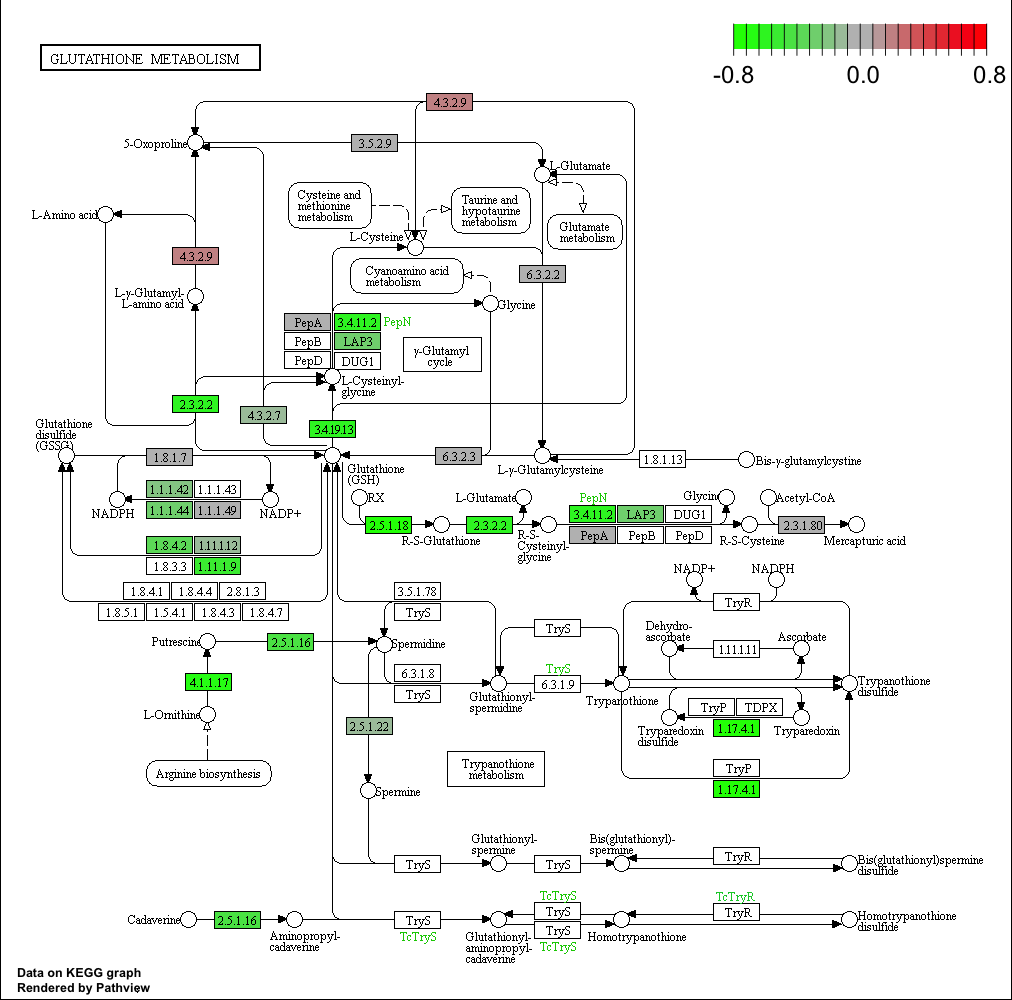 -0.8 0.0 0.8
GLUTATHIONE METABOLISM
4.3.2.9
5-Oxoproline
3.5.2.9
L-Glutamate
Cysteine and
methionine
metabolism
Taurine and
hypotaurine
metabolism
L-Amino acid
Glutamate
metabolism
L-Cysteine
4.3.2.9
Cyanoamino acid
metabolism
6.3.2.2
L-γ-Glutamyl-
L-amino acid
Glycine
PepA 3.4.11.2 PepN
PepB LAP3
PepD DUG1
γ-Glutamyl
cycle
L-Cysteinyl-
glycine
2.3.2.2
4.3.2.7
3.4.19.13
Glutathione
disulfide
(GSSG)
1.8.1.7
6.3.2.3
1.8.1.13
Bis-γ-glutamylcystine
L-γ-Glutamylcysteine
Glutathione
(GSH)
1.1.1.42 1.1.1.43
1.1.1.44 1.1.1.49
NADPH
NADP+
RX
L-Glutamate
PepN
Glycine
Acetyl-CoA
2.5.1.18
2.3.2.2
3.4.11.2 LAP3 DUG1
PepA PepB PepD
2.3.1.80
R-S-Glutathione
R-S-
Cysteinyl-
glycine
R-S-Cysteine
Mercapturic acid
1.8.4.2 1.11.1.12
1.8.3.3 1.11.1.9
1.8.4.1 1.8.4.4 2.8.1.3
1.8.5.1 1.5.4.1 1.8.4.3 1.8.4.7
NADP+
NADPH
3.5.1.78
TryS
TryR
TryS
Dehydro-
ascorbate
Ascorbate
1.11.1.11
Putrescine
2.5.1.16
Spermidine
6.3.1.8
TryS
TryS
6.3.1.9
4.1.1.17
Glutathionyl-
spermidine
Trypanothione
Trypanothione
disulfide
L-Ornithine
2.5.1.22
TryP TDPX
1.17.4.1
Tryparedoxin
disulfide
Tryparedoxin
Arginine biosynthesis
Trypanothione
metabolism
TryP
1.17.4.1
Spermine
Glutathionyl-
spermine
Bis(glutathionyl)-
spermine
TryS
TryS
TryR
Bis(glutathionyl)spermine
disulfide
TcTryS
TcTryR
Cadaverine
2.5.1.16
Aminopropyl-
cadaverine
TryS
TcTryS
Glutathionyl-
aminopropyl-
cadaverine
TryS
TryS
TcTryS
Homotrypanothione
TryR
Homotrypanothione
disulfide
Data on KEGG graph
Rendered by Pathview